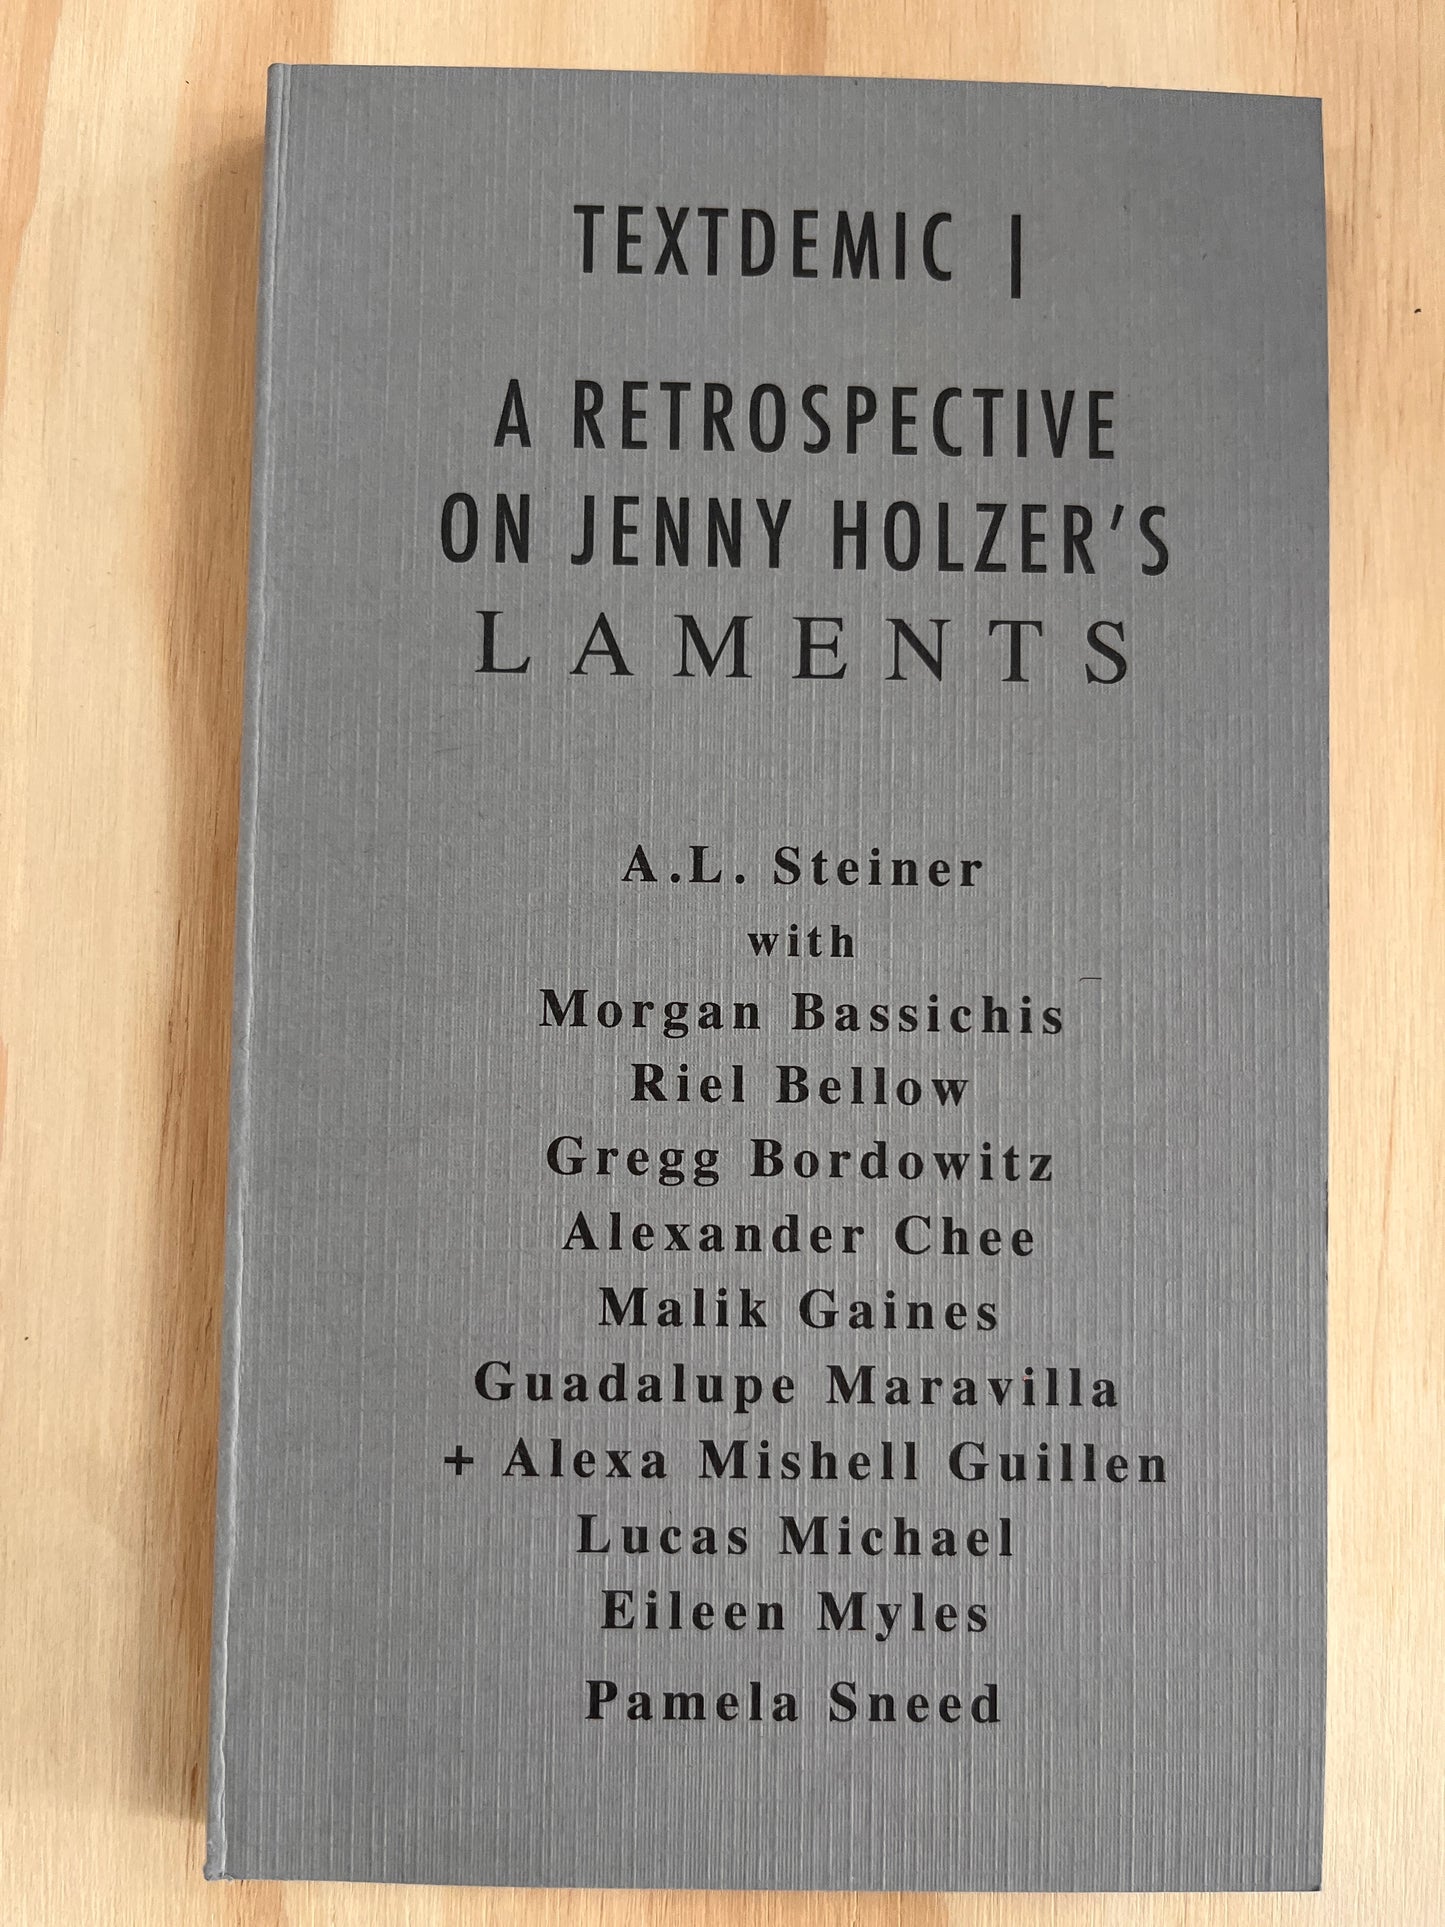 TEXTDEMIC |
A RETROSPECTIVE
ON JENNY HOLZER'S
LAMENTS
A.L. Steiner
with
Morgan Bassichis
Riel Bellow
Gregg Bordowitz
Alexander Chee
Malik Gaines
Guadalupe Maravilla
+ Alexa Mishell Guillen
Lucas Michael
Eileen Myles
Pamela Sneed